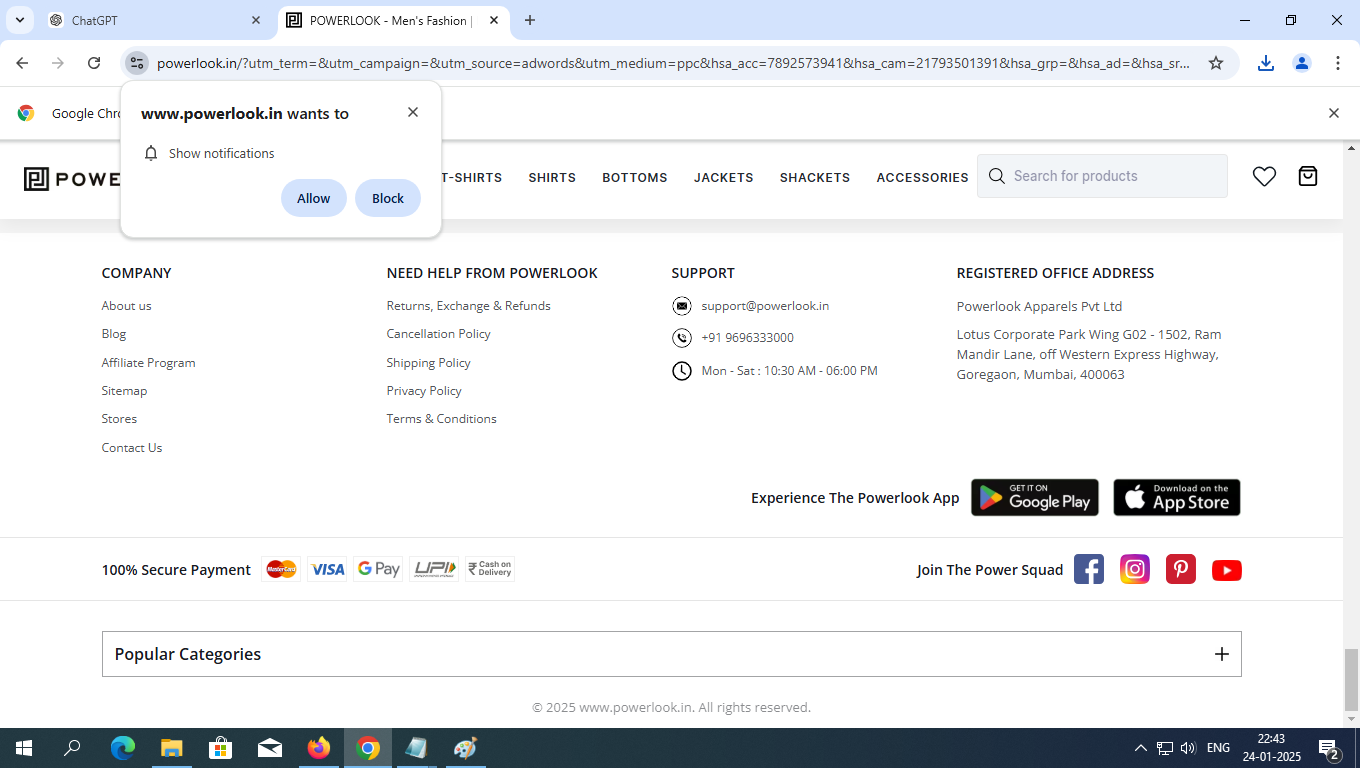 ChatGPT
POWERLOOK - Men's Fashion |
powerlook.in/?utm_term=&utm_campaign=&utm_source=adwords&utm_medium=ppc&hsa_acc=7892573941&hsa_cam=21793501391&hsa_grp=&hsa_ad=&hsa_sr...
Google Chro
www.powerlook.in wants to
Show notifications
Allow
Block
POWE
T-SHIRTS
SHIRTS
BOTTOMS
JACKETS
SHACKETS
ACCESSORIES
Search for products
COMPANY
About us
Blog
Affiliate Program
Sitemap
Stores
Contact Us
NEED HELP FROM POWERLOOK
Returns, Exchange & Refunds
Cancellation Policy
Shipping Policy
Privacy Policy
Terms & Conditions
SUPPORT
support@powerlook.in
+91 9696333000
Mon - Sat : 10:30 AM - 06:00 PM
REGISTERED OFFICE ADDRESS
Powerlook Apparels Pvt Ltd
Lotus Corporate Park Wing G02 - 1502, Ram
Mandir Lane, off Western Express Highway,
Goregaon, Mumbai, 400063
Experience The Powerlook App
GET IT ON
Google Play
Download on the
App Store
100% Secure Payment
MasterCard
VISA
G Pay
UPI
₹ Cash on
Delivery
Join The Power Squad
Popular Categories
© 2025 www.powerlook.in. All rights reserved.
ENG
22:43
24-01-2025
2